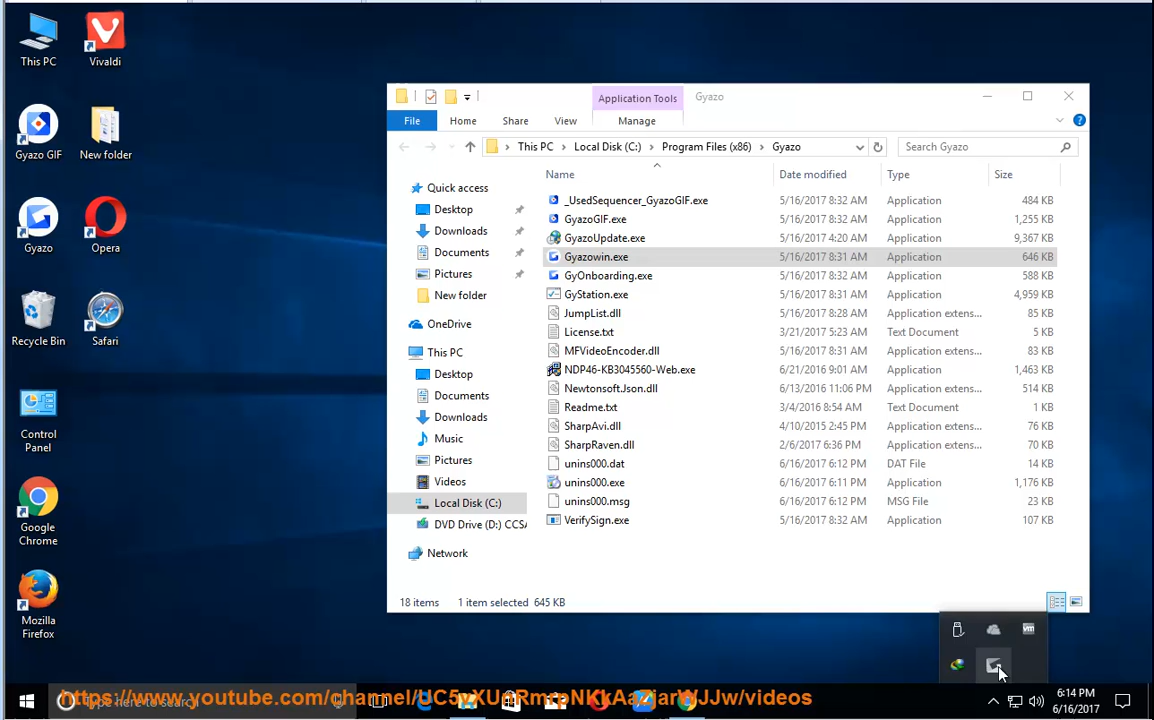 This PC
Vivaldi
Gyazo GIF
New folder
Gyazo
Opera
Recycle Bin
Safari
Control
Panel
Google
Chrome
Mozilla
Firefox
Application Tools
Gyazo
File
Home
Share
View
Manage
This PC > Local Disk (C:) > Program Files (x86) > Gyazo
Search Gyazo
Quick access
Desktop
Downloads
Documents
Pictures
New folder
OneDrive
This PC
Desktop
Documents
Downloads
Music
Pictures
Videos
Local Disk (C:)
DVD Drive (D:) CCSA
Network
Name Date modified Type Size
_UsedSequencer_GyazoGIF.exe 5/16/2017 8:32 AM Application 484 KB
GyazoGIF.exe 5/16/2017 8:32 AM Application 1,255 KB
GyazoUpdate.exe 5/16/2017 4:20 AM Application 9,367 KB
Gyazowin.exe 5/16/2017 8:31 AM Application 646 KB
GyOnboarding.exe 5/16/2017 8:32 AM Application 588 KB
GyStation.exe 5/16/2017 8:31 AM Application 4,959 KB
JumpList.dll 5/16/2017 8:28 AM Application extens... 85 KB
License.txt 3/21/2017 5:23 AM Text Document 5 KB
MFVideoEncoder.dll 5/16/2017 8:31 AM Application extens... 83 KB
NDP46-KB3045560-Web.exe 6/21/2016 9:01 AM Application 1,463 KB
Newtonsoft.Json.dll 6/13/2016 11:06 PM Application extens... 514 KB
Readme.txt 3/4/2016 8:54 AM Text Document 1 KB
SharpAvi.dll 4/10/2015 2:45 PM Application extens... 76 KB
SharpRaven.dll 2/6/2017 6:36 PM Application extens... 70 KB
unins000.dat 6/16/2017 6:12 PM DAT File 14 KB
unins000.exe 6/16/2017 6:11 PM Application 1,176 KB
unins000.msg 6/16/2017 6:12 PM MSG File 23 KB
VerifySign.exe 5/16/2017 8:32 AM Application 107 KB
18 items 1 item selected 645 KB
vm
6:14 PM
6/16/2017